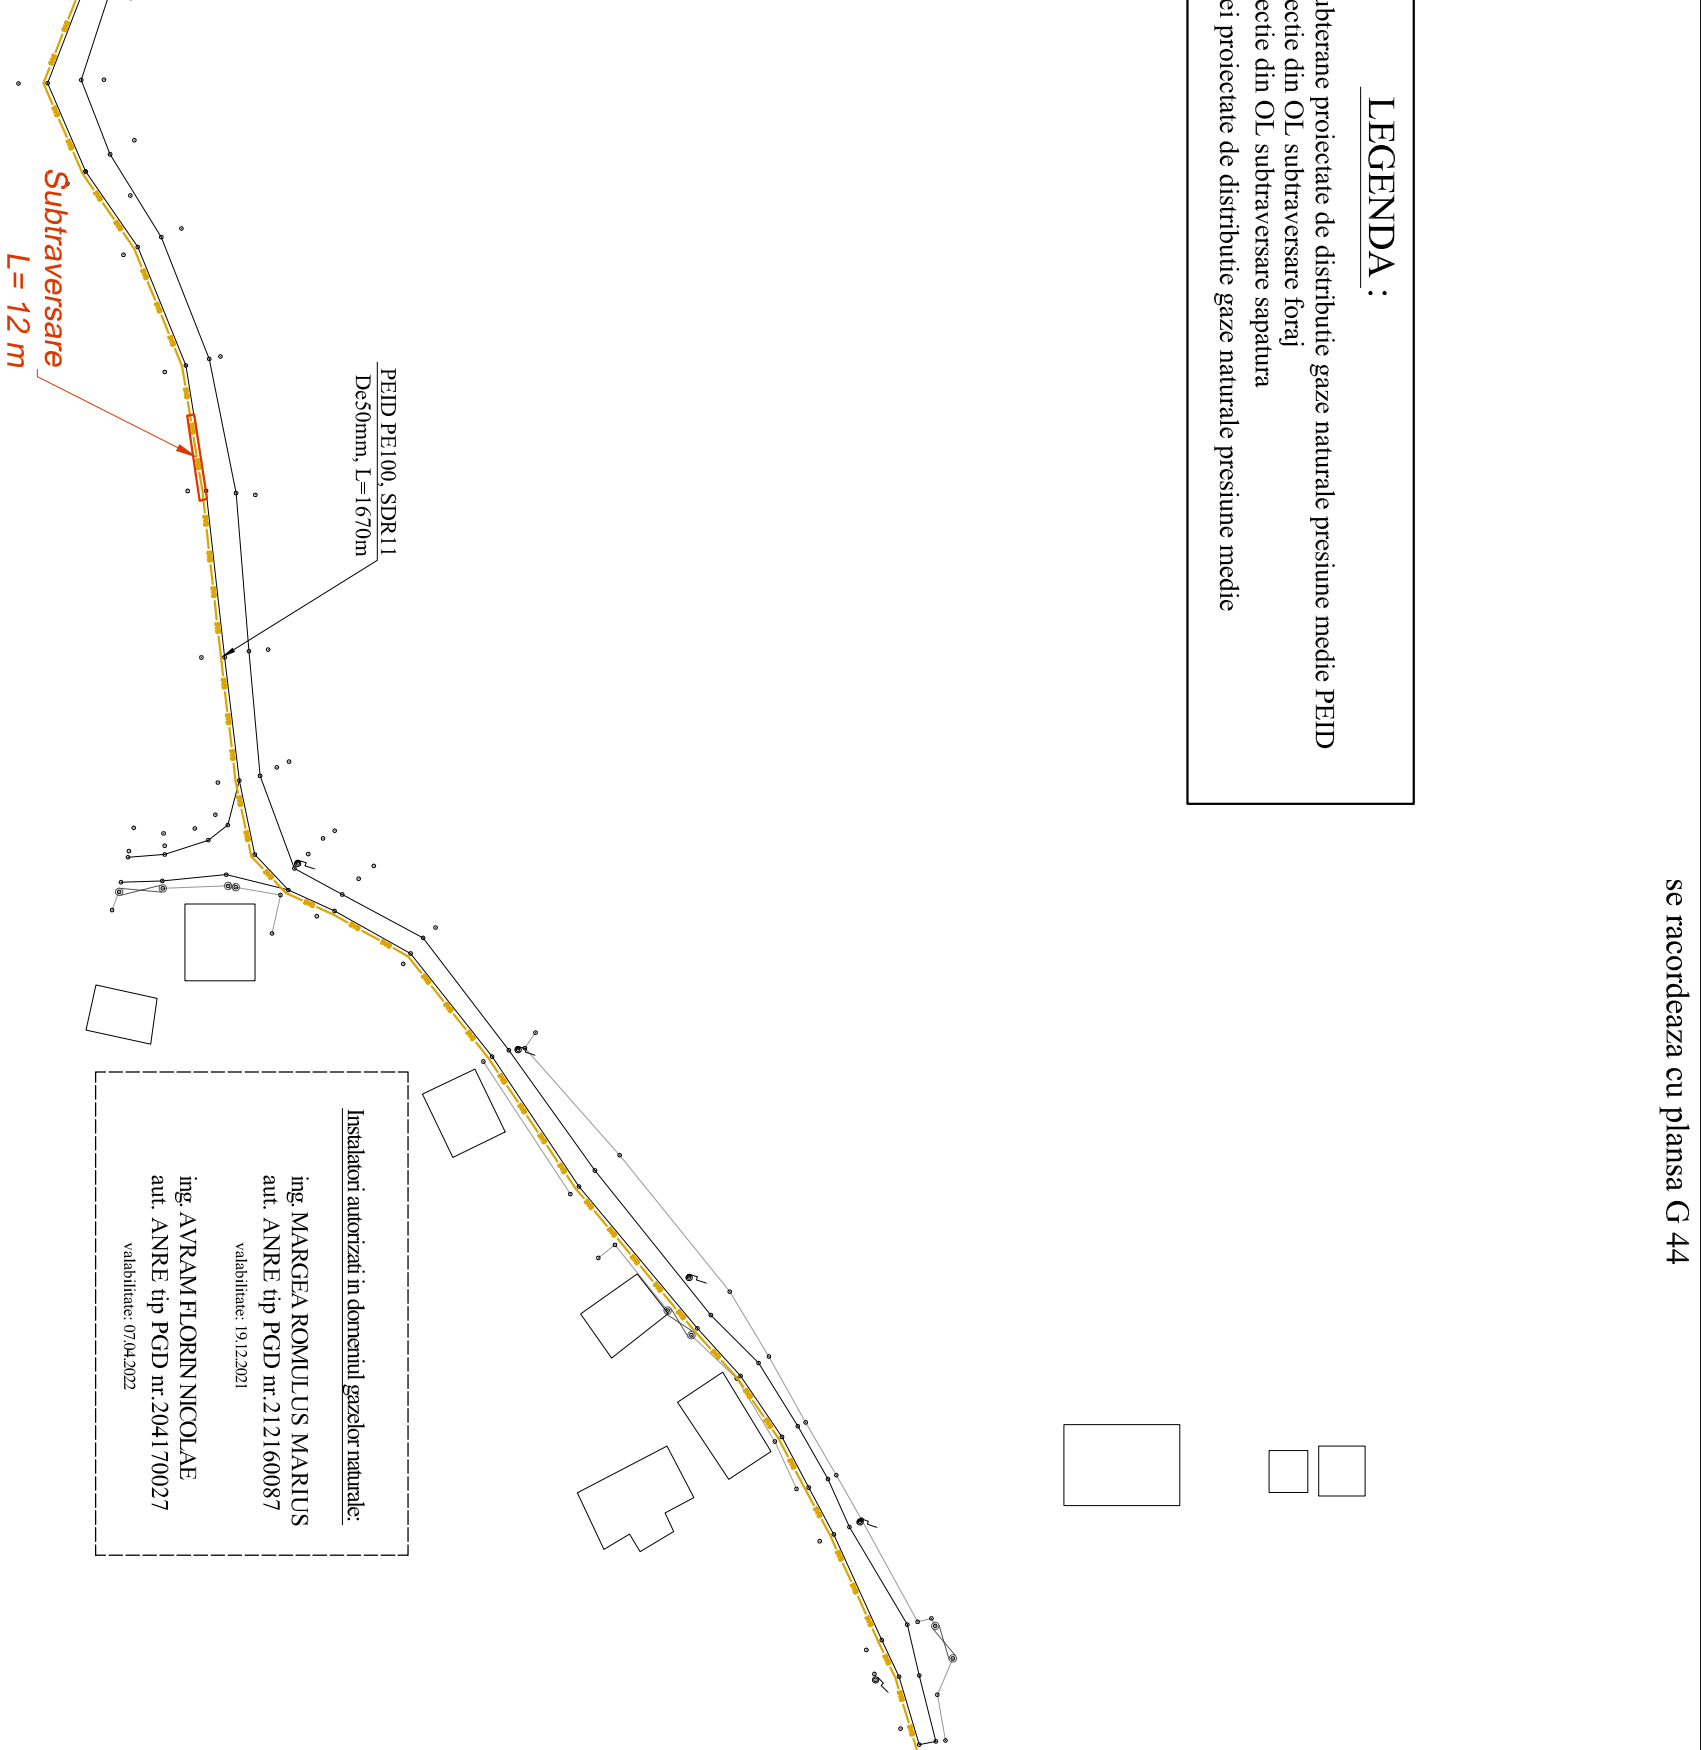 se racordeaza cu plansa G 44
LEGENDA :
ubterane proiectate de distributie gaze naturale presiune medie PEID
ectie din OL subtraversare foraj
ectie din OL subtraversare sapatura
ei proiectate de distributie gaze naturale presiune medie
PEID PE100, SDR11
De50mm, L=1670m
Subtraversare
L= 12 m
Instalatori autorizati in domeniul gazelor naturale:
ing. MARGEA ROMULUS MARIUS
aut. ANRE tip PGD nr.212160087
valabilitate: 19.12.2021
ing. AVRAM FLORIN NICOLAE
aut. ANRE tip PGD nr.204170027
valabilitate: 07.04.2022